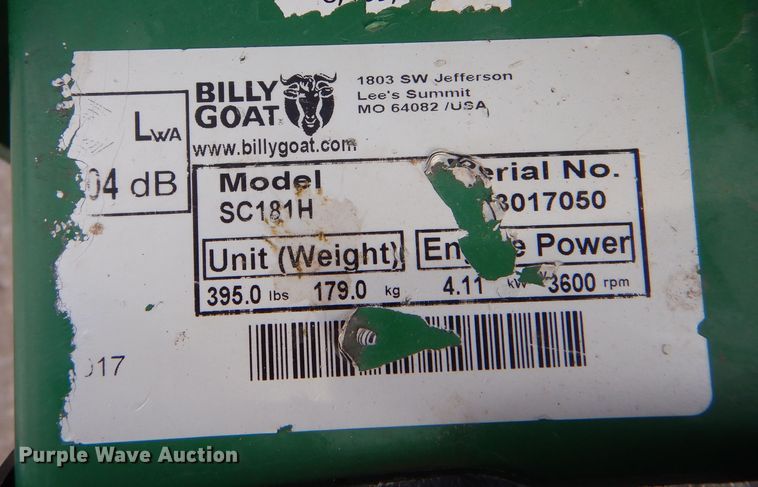 BILLY GOAT
1803 SW Jefferson
Lee's Summit
MO 64082 /USA
www.billygoat.com
LWA
04 dB
Model
Serial No.
SC181H
3017050
Unit (Weight)
Engine Power
395.0 lbs 179.0 kg
4.11 kW 3600 rpm
017
Purple Wave Auction